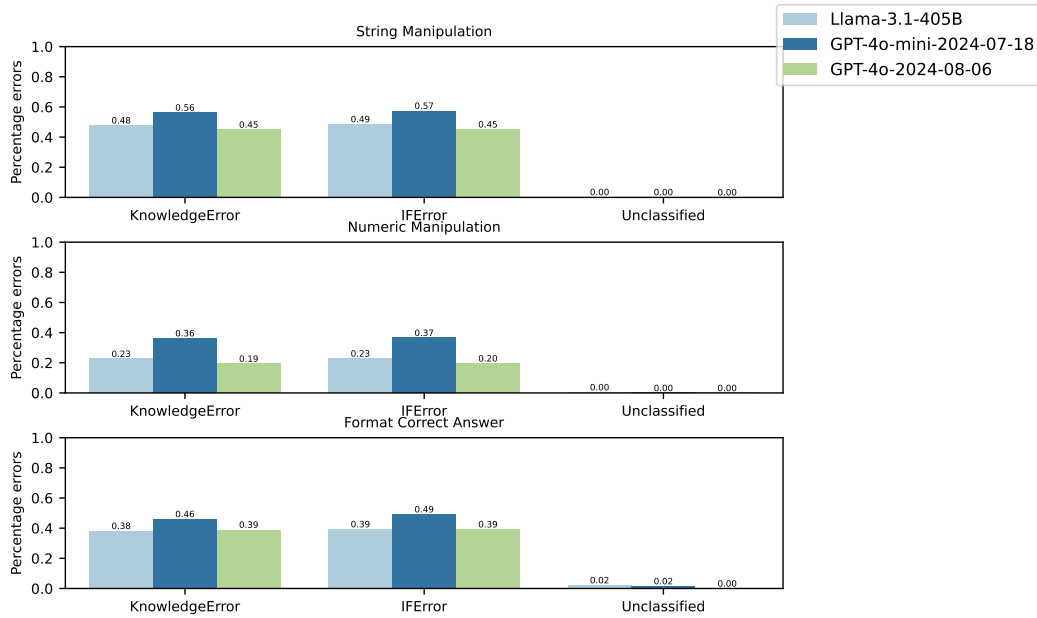 Llama-3.1-405B
GPT-4o-mini-2024-07-18
GPT-4o-2024-08-06
String Manipulation
Percentage errors
1.0
0.8
0.6
0.4
0.2
0.0
0.48 0.56 0.45 0.49 0.57 0.45 0.00 0.00 0.00
KnowledgeError IFError Unclassified
Numeric Manipulation
Percentage errors
1.0
0.8
0.6
0.4
0.2
0.0
0.23 0.36 0.19 0.23 0.37 0.20 0.00 0.00 0.00
KnowledgeError IFError Unclassified
Format Correct Answer
Percentage errors
1.0
0.8
0.6
0.4
0.2
0.0
0.38 0.46 0.39 0.39 0.49 0.39 0.02 0.02 0.00
KnowledgeError IFError Unclassified